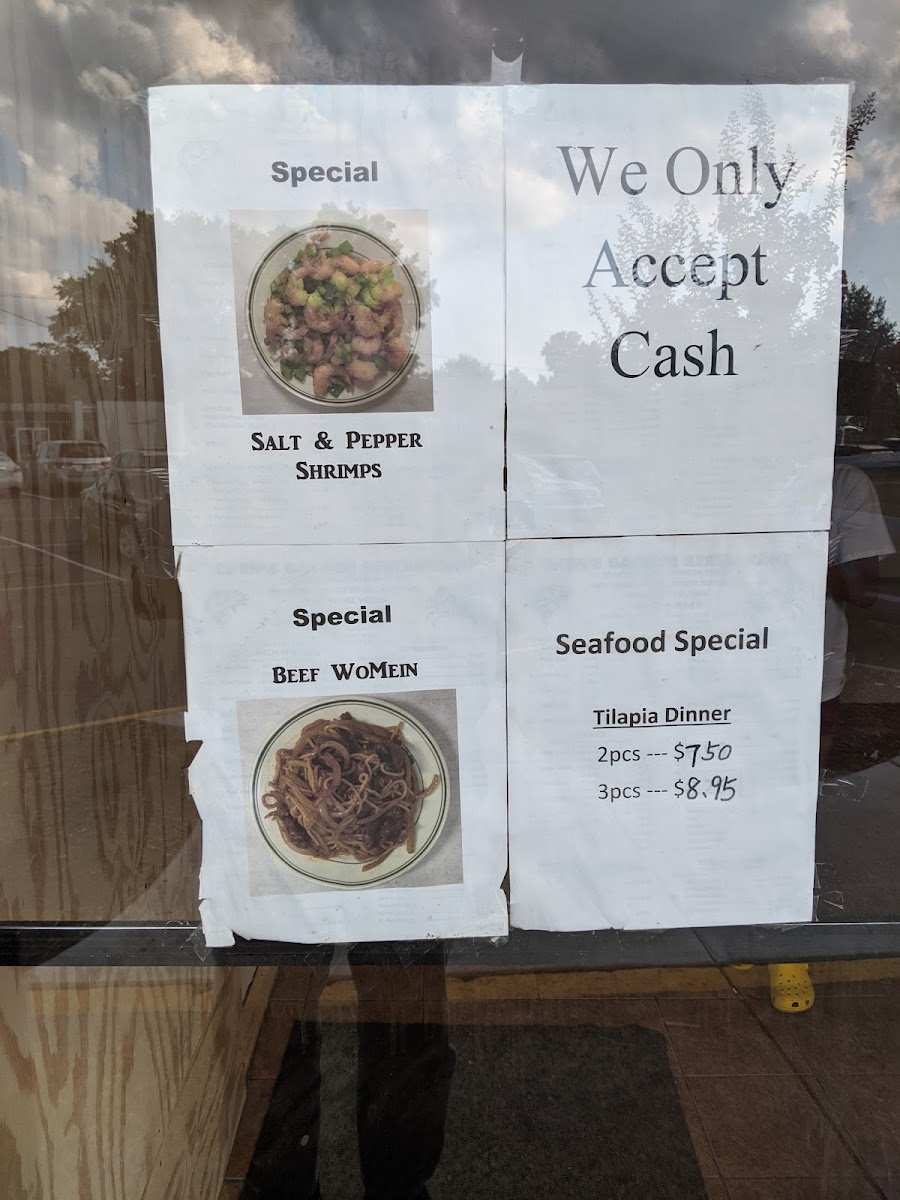 Special
SALT & PEPPER
SHRIMPS
We Only
Accept
Cash
Special
BEEF WOMEIN
Seafood Special
Tilapia Dinner
2pcs --- $7.50
3pcs --- $8.95